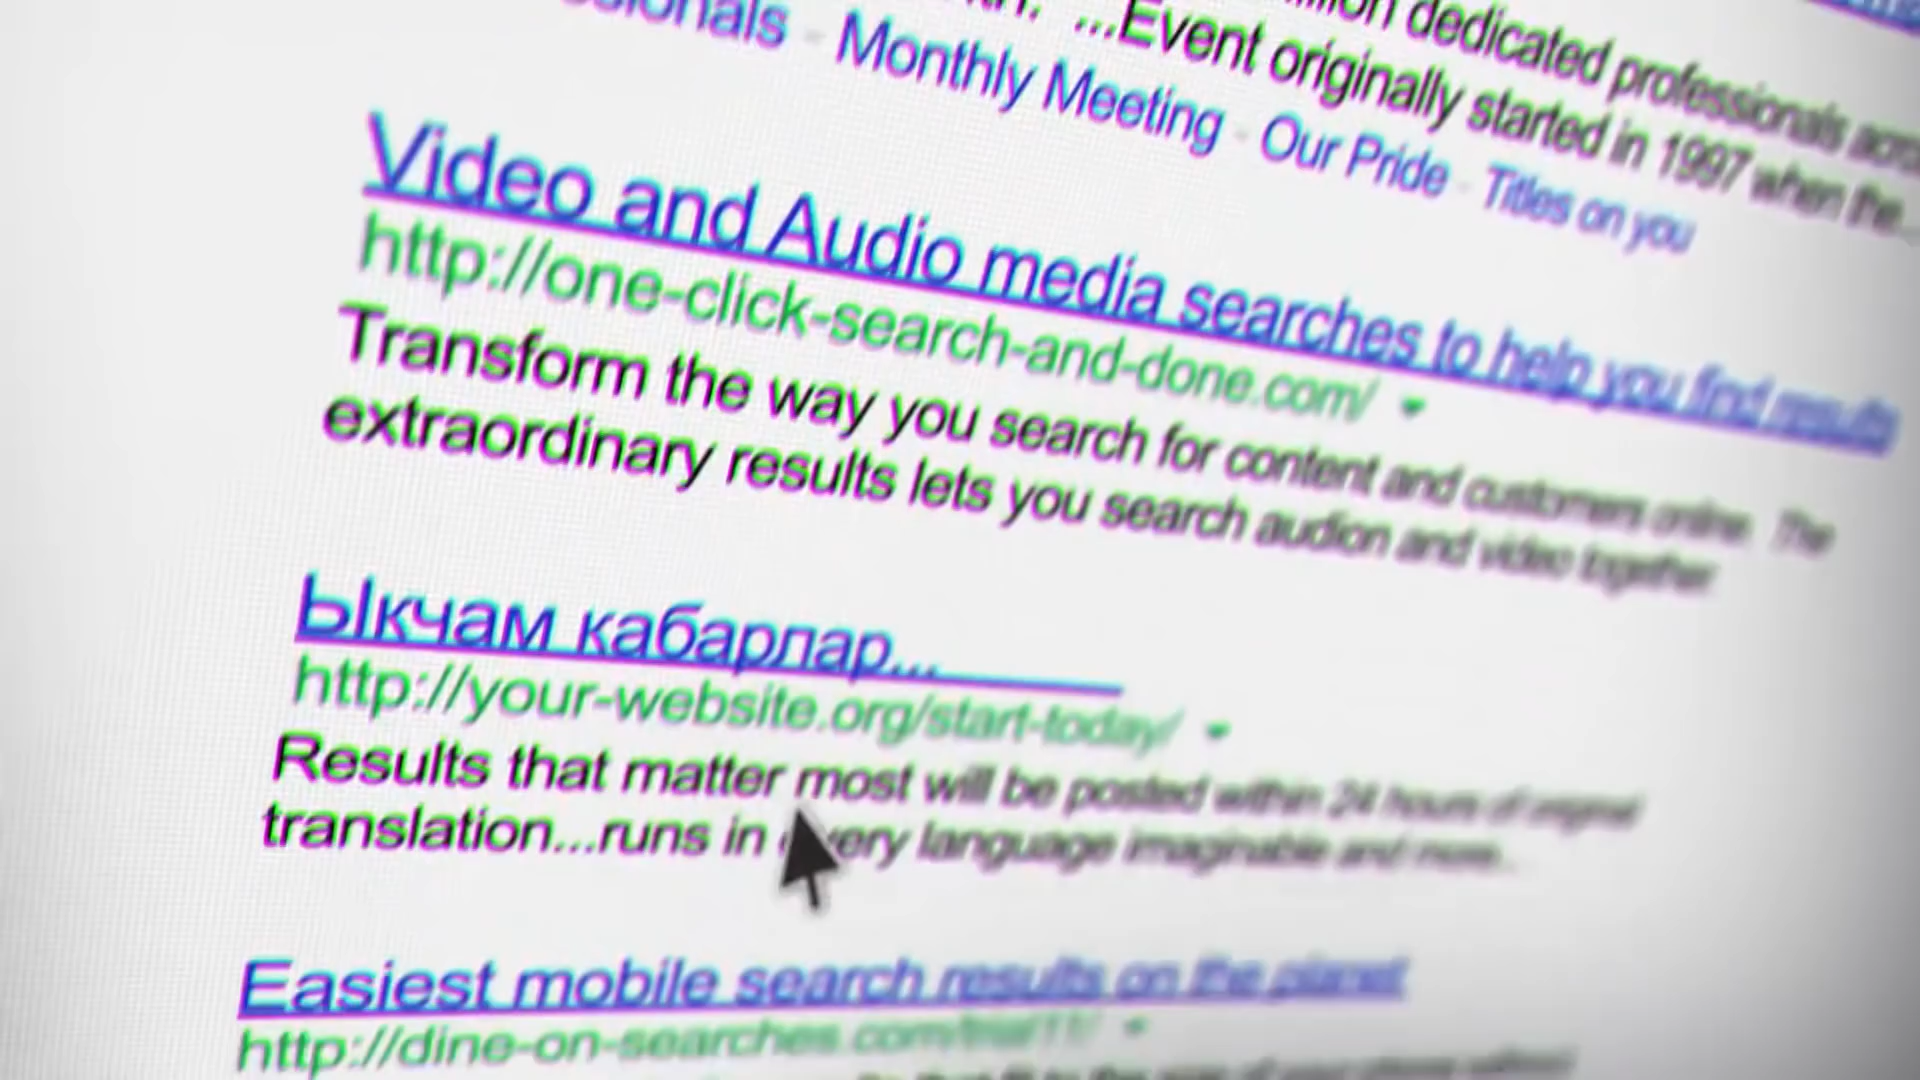 dedicated professionals
...Event originally started in 1997 when the...
Monthly Meeting - Our Pride - Titles on you
Video and Audio media searches to help you find results
http://one-click-search-and-done.com/
Transform the way you search for content and customers online. The
extraordinary results lets you search audion and video together.
Ыкчам кабарлар...
http://your-website.org/start-today/
Results that matter most will be posted within 24 hours of original
translation...runs in every language imaginable and more...
Easiest mobile search results on the planet
http://dine-on-searches.com/trial11/